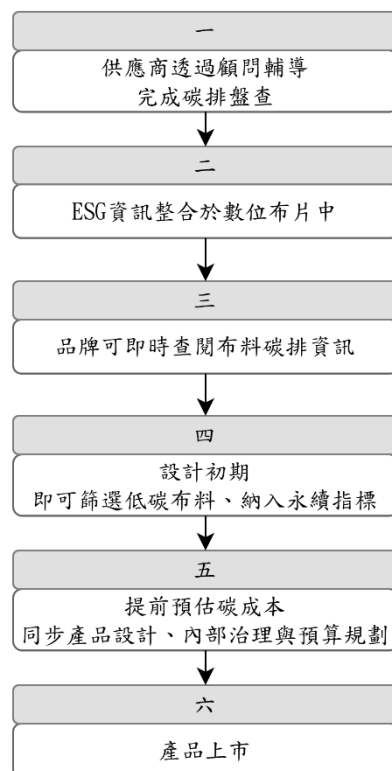 一
供應商透過顧問輔導
完成碳排盤查
二
ESG資訊整合於數位布片中
三
品牌可即時查閱布料碳排資訊
四
設計初期
即可篩選低碳布料、納入永續指標
五
提前預估碳成本
同步產品設計、內部治理與預算規劃
六
產品上市